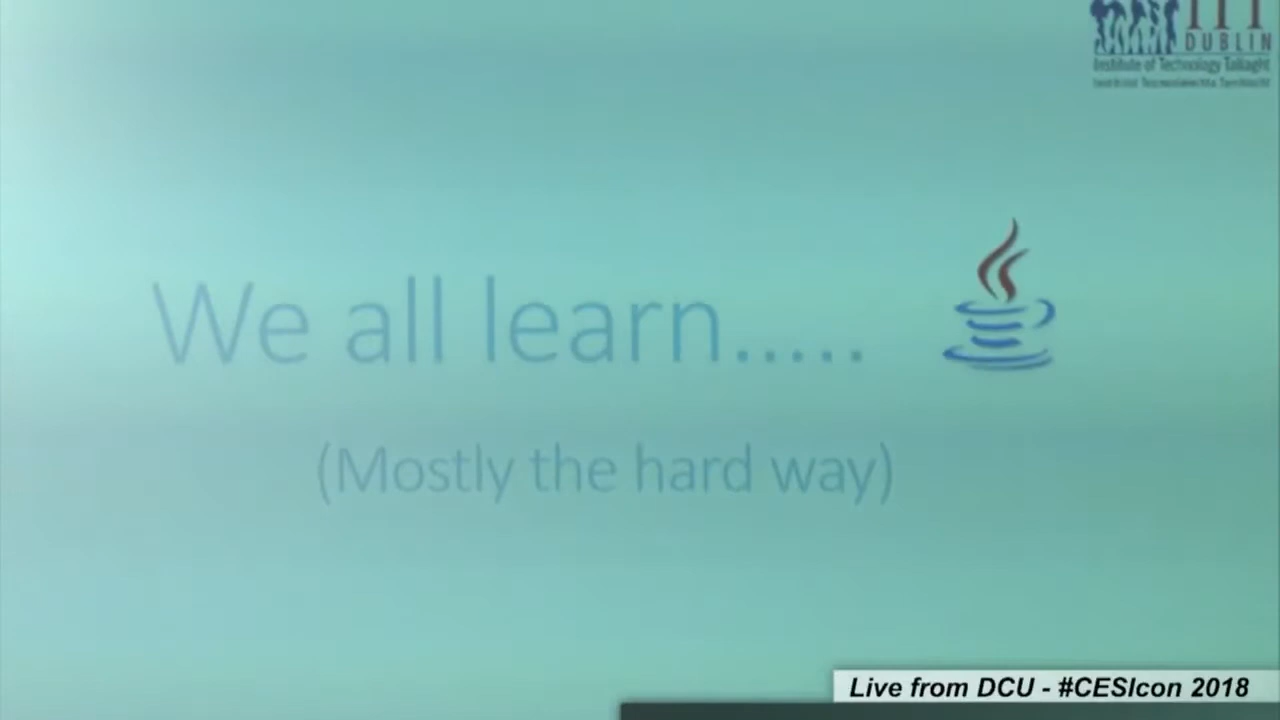 DUBLIN
Institute of Technology Tallaght
We all learn.....
(Mostly the hard way)
Live from DCU - #CESIcon 2018